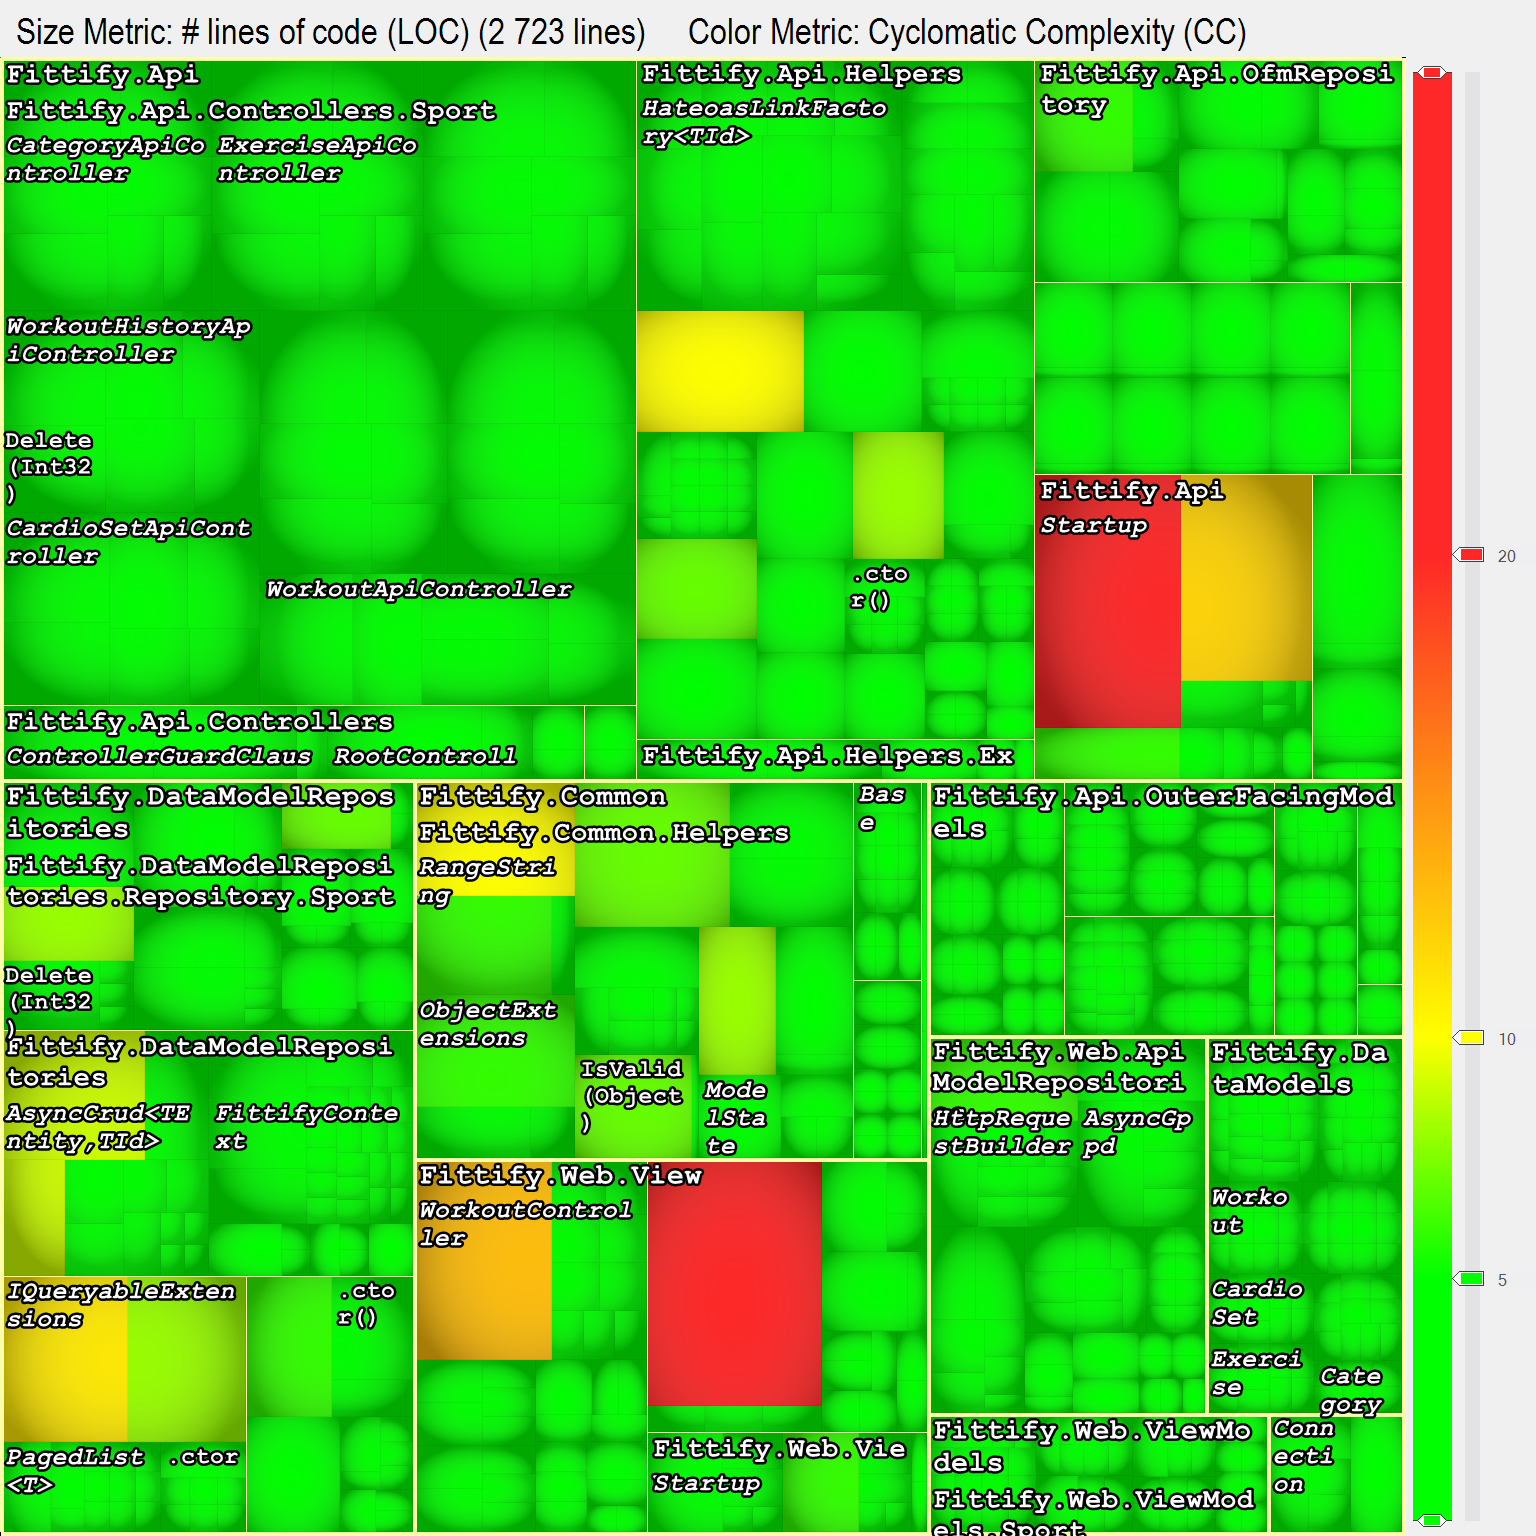 Size Metric: # lines of code (LOC) (2 723 lines) Color Metric: Cyclomatic Complexity (CC)
Fittify.Api
Fittify.Api.Controllers.Sport
CategoryApiCo
ntroller
ExerciseApiCo
ntroller
WorkoutHistoryAp
iController
Delete
(Int32
)
CardioSetApiCont
roller
WorkoutApiController
Fittify.Api.Controllers
ControllerGuardClaus
RootControll
Fittify.Api.Helpers
HateoasLinkFacto
ry<TId>
.cto
r()
Fittify.Api.Helpers.Ex
Fittify.Api.OfmReposi
tory
Fittify.Api
Startup
20
10
5
Fittify.DataModelRepos
itories
Fittify.DataModelReposi
tories.Repository.Sport
Delete
(Int32
)
Fittify.DataModelReposi
tories
AsyncCrud<TE
ntity,TId>
FittifyConte
xt
IQueryableExten
sions
.cto
r()
PagedList
<T>
.ctor
Fittify.Common
Fittify.Common.Helpers
RangeStri
ng
Bas
e
ObjectExt
ensions
IsValid
(Object
)
Mode
lSta
te
Fittify.Web.View
WorkoutControl
ler
Fittify.Web.Vie
Startup
Fittify.Api.OuterFacingMod
els
Fittify.Web.Api
ModelRepositori
HttpReque
stBuilder
AsyncGp
pd
Fittify.Da
taModels
Worko
ut
Cardio
Set
Exerci
se
Cate
gory
Fittify.Web.ViewMo
dels
Fittify.Web.ViewMod
els.Sport
Conn
ecti
on